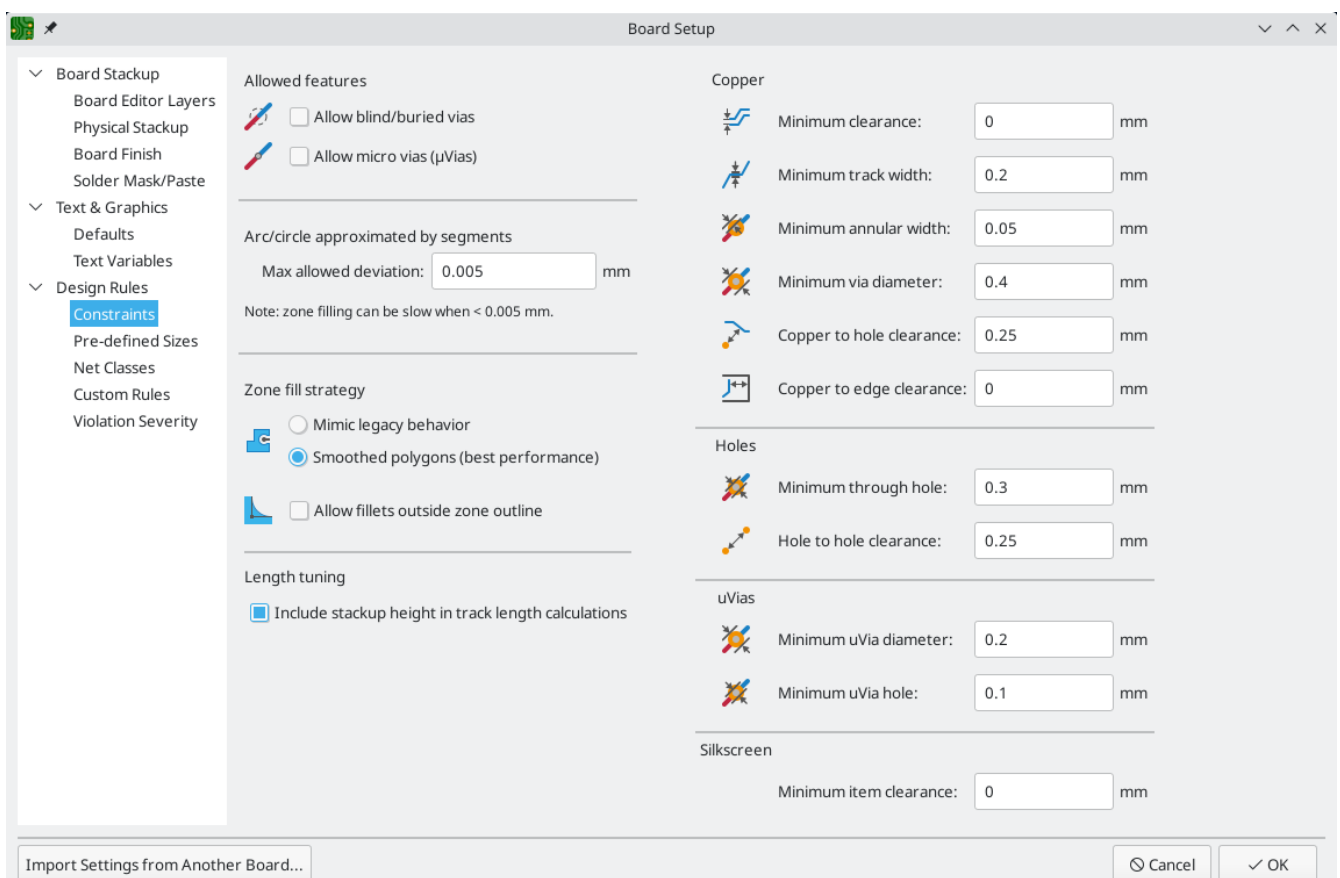 Board Setup
Board Stackup
Board Editor Layers
Physical Stackup
Board Finish
Solder Mask/Paste
Text & Graphics
Defaults
Text Variables
Design Rules
Constraints
Pre-defined Sizes
Net Classes
Custom Rules
Violation Severity
Allowed features
Allow blind/buried vias
Allow micro vias (µVias)
Arc/circle approximated by segments
Max allowed deviation: 0.005 mm
Note: zone filling can be slow when < 0.005 mm.
Zone fill strategy
Mimic legacy behavior
Smoothed polygons (best performance)
Allow fillets outside zone outline
Length tuning
Include stackup height in track length calculations
Copper
Minimum clearance: 0 mm
Minimum track width: 0.2 mm
Minimum annular width: 0.05 mm
Minimum via diameter: 0.4 mm
Copper to hole clearance: 0.25 mm
Copper to edge clearance: 0 mm
Holes
Minimum through hole: 0.3 mm
Hole to hole clearance: 0.25 mm
uVias
Minimum uVia diameter: 0.2 mm
Minimum uVia hole: 0.1 mm
Silkscreen
Minimum item clearance: 0 mm
Import Settings from Another Board...
Cancel
OK